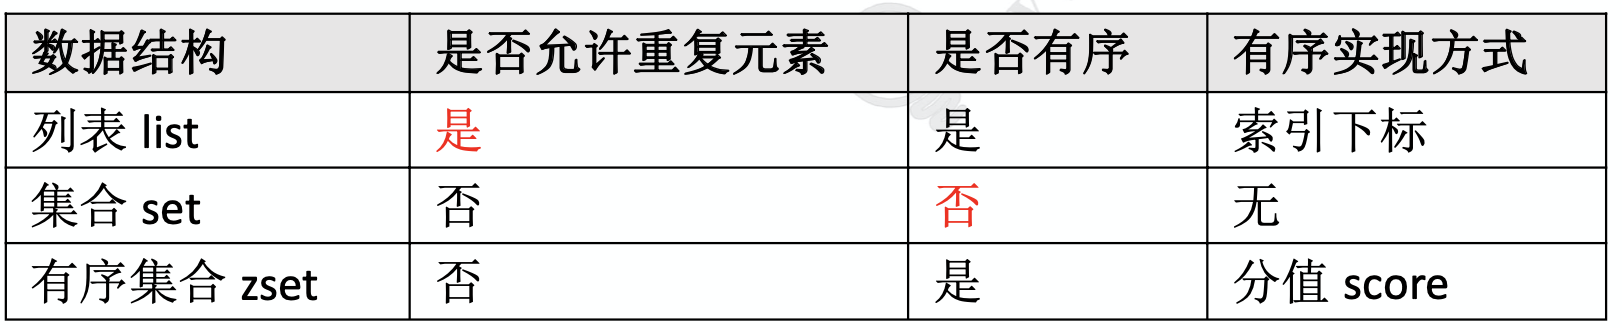 数据结构 是否允许重复元素 是否有序 有序实现方式
列表 list 是 是 索引下标
集合 set 否 否 无
有序集合 zset 否 是 分值 score